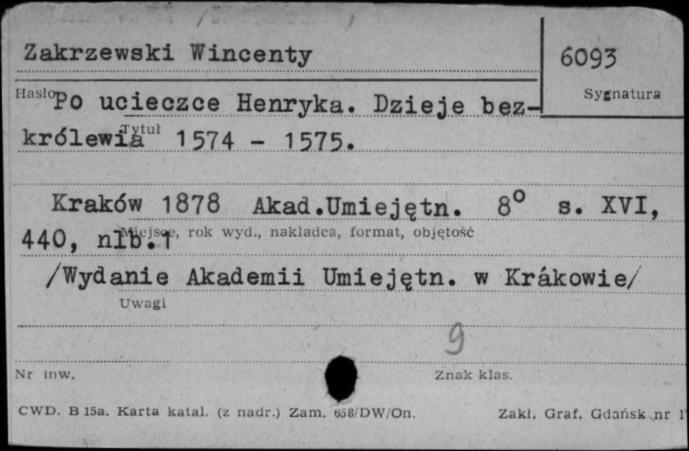 Zakrzewski Wincenty
6093
Hasło
Sygnatura
Po ucieczce Henryka. Dzieje bez-
Tytuł
królewia 1574 - 1575.
Kraków 1878 Akad.Umiejętn. 8° s. XVI,
Miejsce, rok wyd., nakładca, format, objętość
440, nlb.1
/Wydanie Akademii Umiejętn. w Krákowie/
Uwagi
9
Nr inw.
Znak klas.
CWD. B 15a. Karta katal. (z nadr.) Zam. 658/DW/On.
Zakł. Graf. Gdańsk nr 1